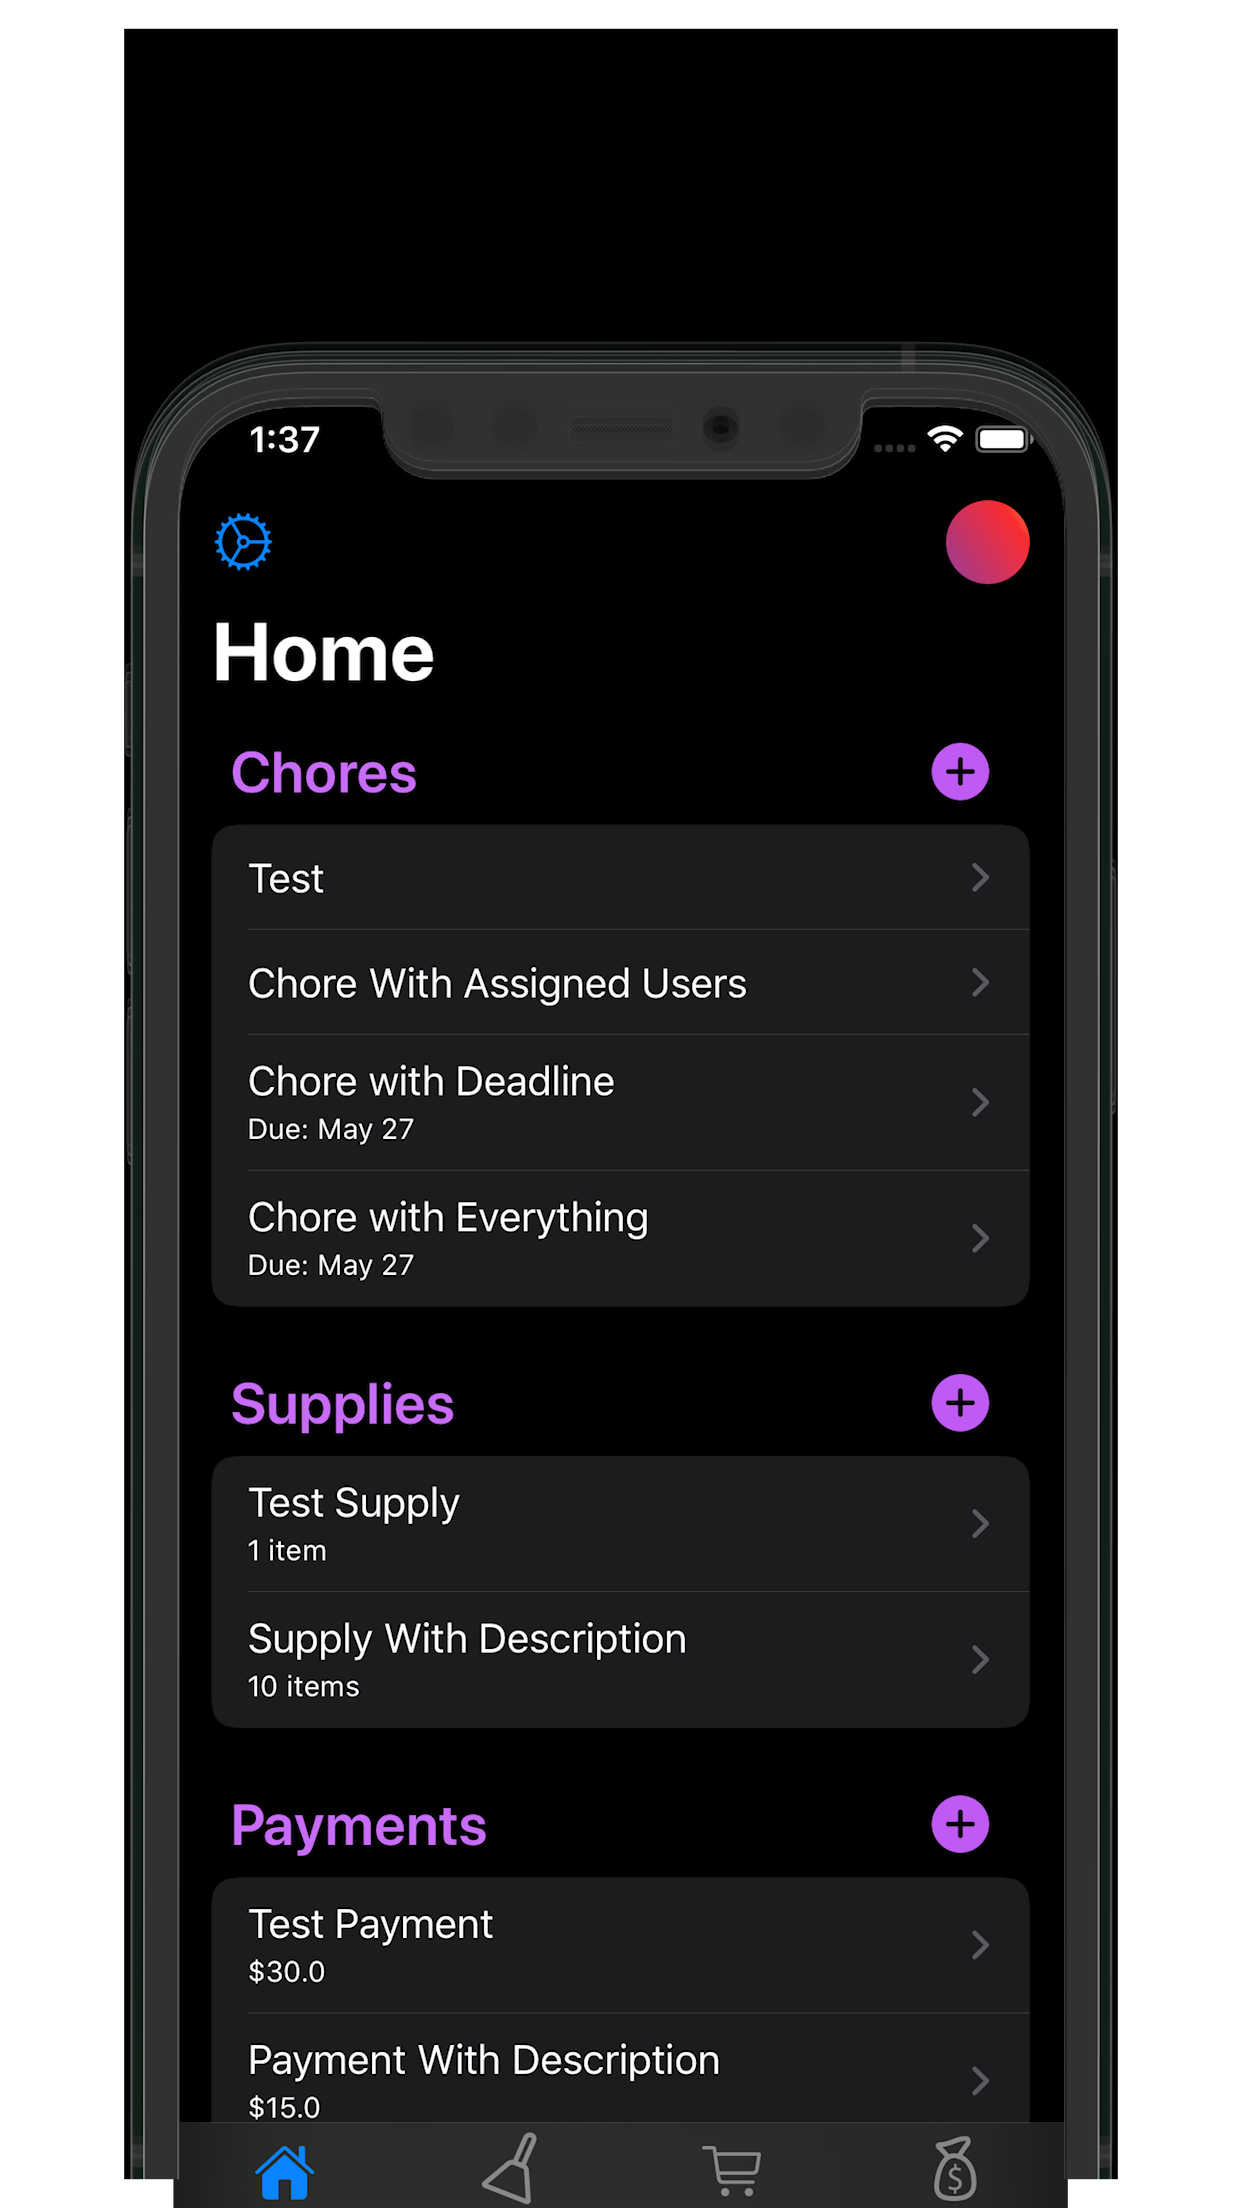 1:37
Home
Chores
Test
Chore With Assigned Users
Chore with Deadline
Due: May 27
Chore with Everything
Due: May 27
Supplies
Test Supply
1 item
Supply With Description
10 items
Payments
Test Payment
$30.0
Payment With Description
$15.0
$